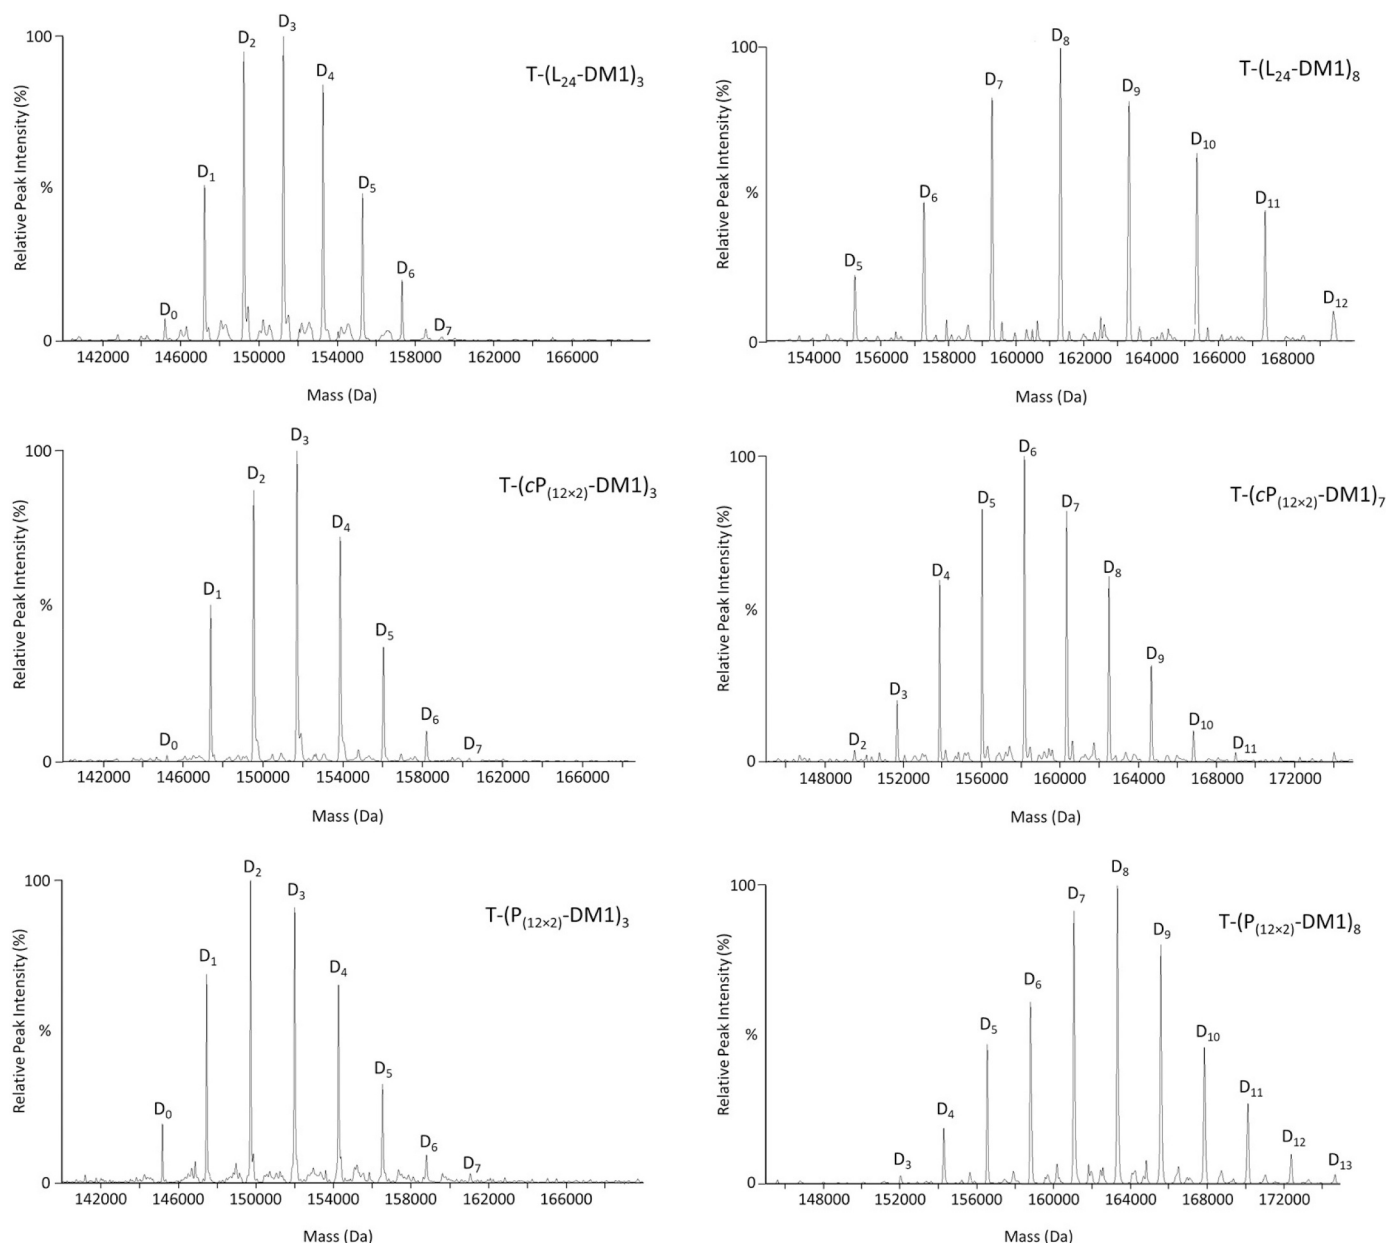 T-(L24-DM1)3
Relative Peak Intensity (%)
100
%
0
D0
D1
D2
D3
D4
D5
D6
D7
142000 146000 150000 154000 158000 162000 166000
Mass (Da)
T-(L24-DM1)8
Relative Peak Intensity (%)
100
%
0
D5
D6
D7
D8
D9
D10
D11
D12
154000 156000 158000 160000 162000 164000 166000 168000
Mass (Da)
T-(cP(12×2)-DM1)3
Relative Peak Intensity (%)
100
%
0
D0
D1
D2
D3
D4
D5
D6
D7
142000 146000 150000 154000 158000 162000 166000
Mass (Da)
T-(cP(12×2)-DM1)7
Relative Peak Intensity (%)
100
%
0
D2
D3
D4
D5
D6
D7
D8
D9
D10
D11
148000 152000 156000 160000 164000 168000 172000
Mass (Da)
T-(P(12×2)-DM1)3
Relative Peak Intensity (%)
100
%
0
D0
D1
D2
D3
D4
D5
D6
D7
142000 146000 150000 154000 158000 162000 166000
Mass (Da)
T-(P(12×2)-DM1)8
Relative Peak Intensity (%)
100
%
0
D3
D4
D5
D6
D7
D8
D9
D10
D11
D12
D13
148000 152000 156000 160000 164000 168000 172000
Mass (Da)